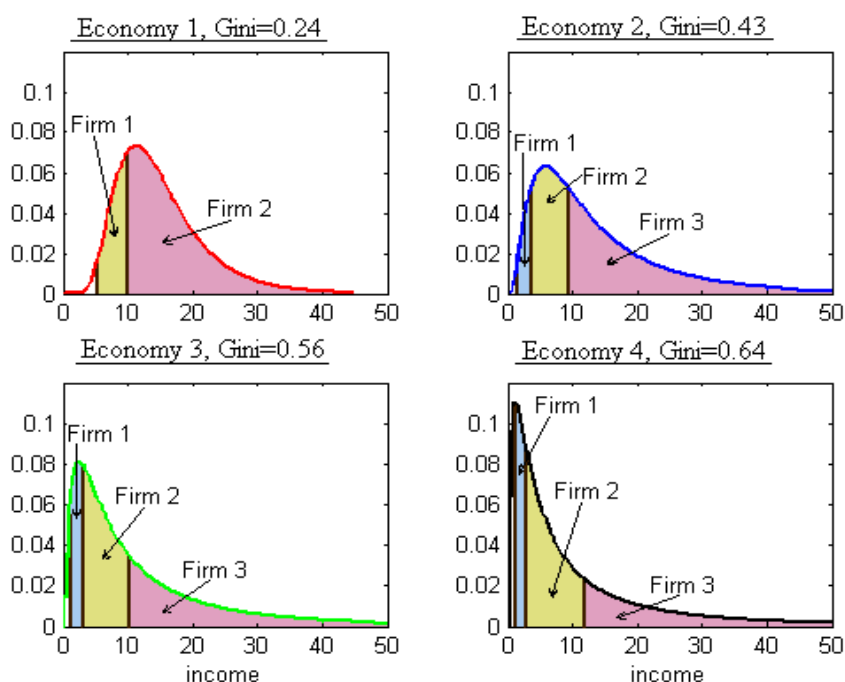 Economy 1, Gini=0.24
0.1
0.08
0.06
0.04
0.02
0
Firm 1
Firm 2
0 10 20 30 40 50
Economy 2, Gini=0.43
0.1
0.08
0.06
0.04
0.02
0
Firm 1
Firm 2
Firm 3
0 10 20 30 40 50
Economy 3, Gini=0.56
0.1
0.08
0.06
0.04
0.02
0
Firm 1
Firm 2
Firm 3
0 10 20 30 40 50
income
Economy 4, Gini=0.64
0.1
0.08
0.06
0.04
0.02
0
Firm 1
Firm 2
Firm 3
0 10 20 30 40 50
income